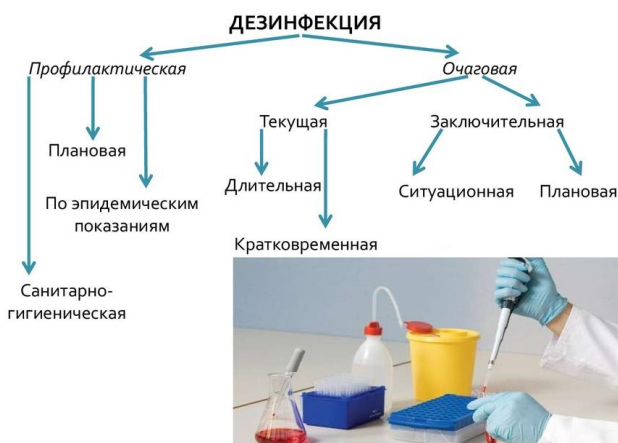 ДЕЗИНФЕКЦИЯ
Профилактическая
Очаговая
Текущая
Заключительная
Плановая
Длительная
Ситуационная
Плановая
По эпидемическим
показаниям
Кратковременная
Санитарно-
гигиеническая